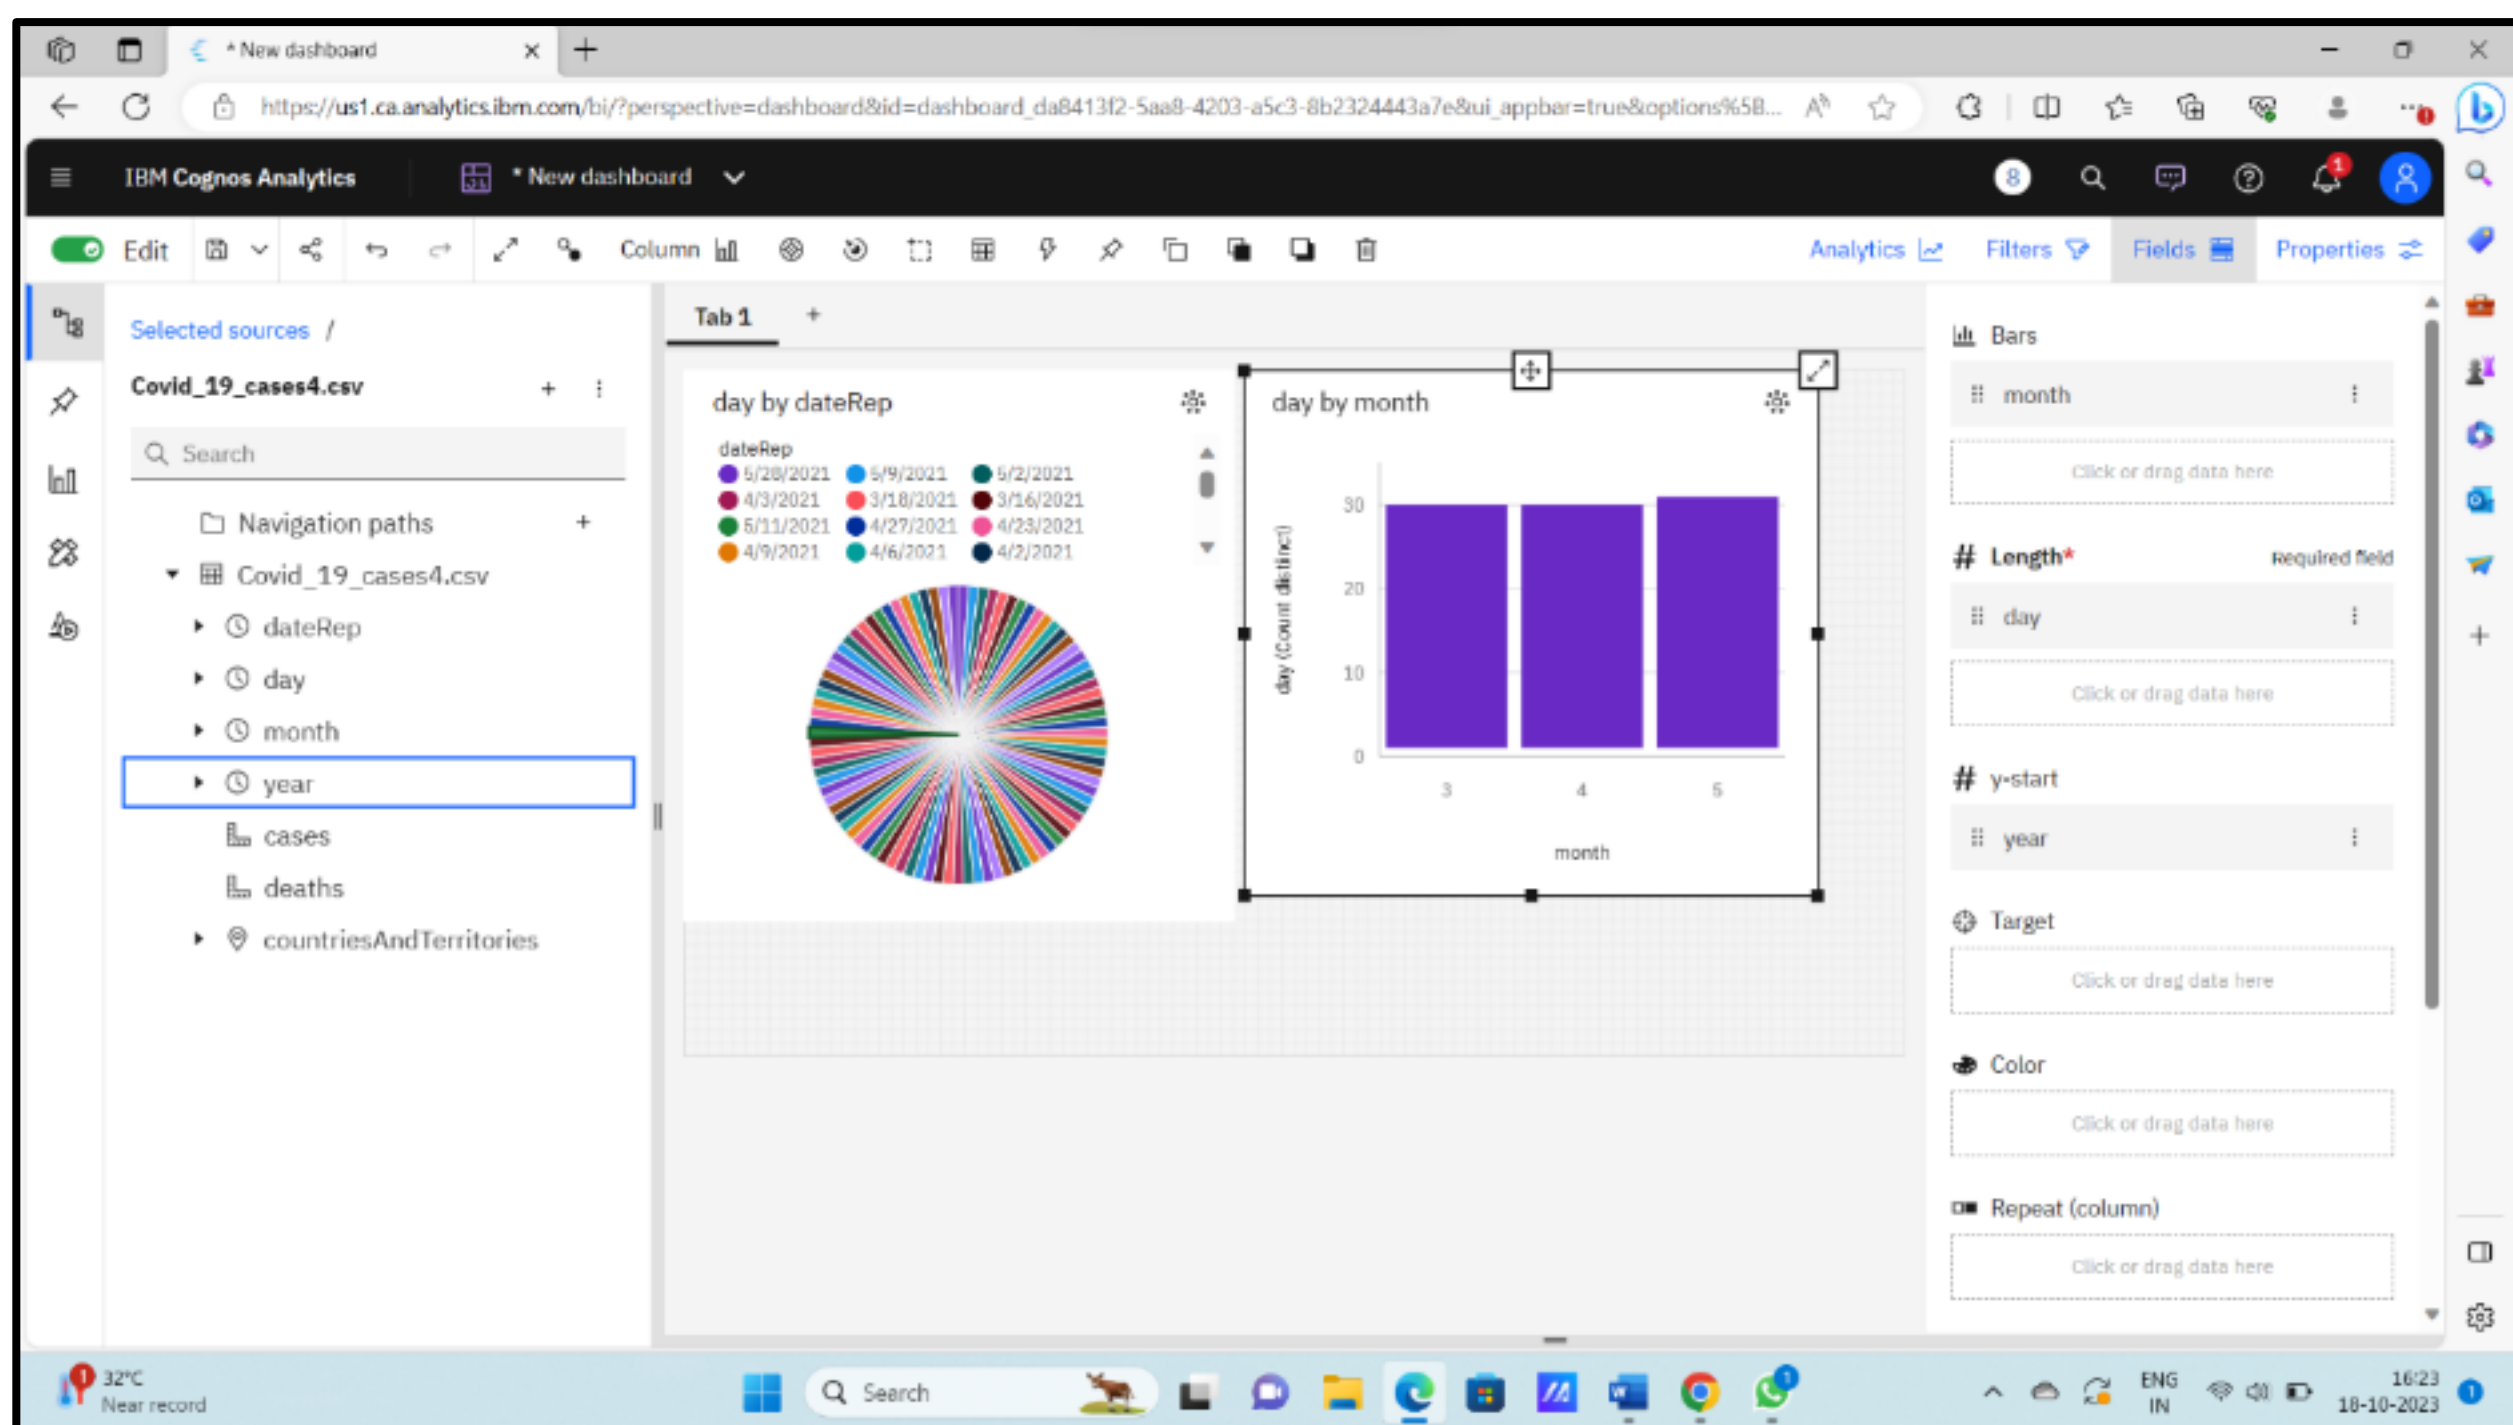 * New dashboard
https://us1.ca.analytics.ibm.com/bi/?perspective=dashboard&id=dashboard_da8413f2-5aa8-4203-a5c3-8b2324443a7e&ui_appbar=true&options%5B...
IBM Cognos Analytics
* New dashboard
8
1
Edit
Column
Analytics
Filters
Fields
Properties
Selected sources /
Covid_19_cases4.csv
Search
Navigation paths
Covid_19_cases4.csv
dateRep
day
month
year
cases
deaths
countriesAndTerritories
Tab 1
day by dateRep
dateRep
5/28/2021 5/9/2021 5/2/2021
4/3/2021 3/18/2021 3/16/2021
5/11/2021 4/27/2021 4/23/2021
4/9/2021 4/6/2021 4/2/2021
day by month
day (Count distinct)
30
20
10
0
3 4 5
month
Bars
month
Click or drag data here
Length*
Required field
day
Click or drag data here
y-start
year
Target
Click or drag data here
Color
Click or drag data here
Repeat (column)
Click or drag data here
1
32°C
Near record
Search
1
ENG
IN
16:23
18-10-2023
1